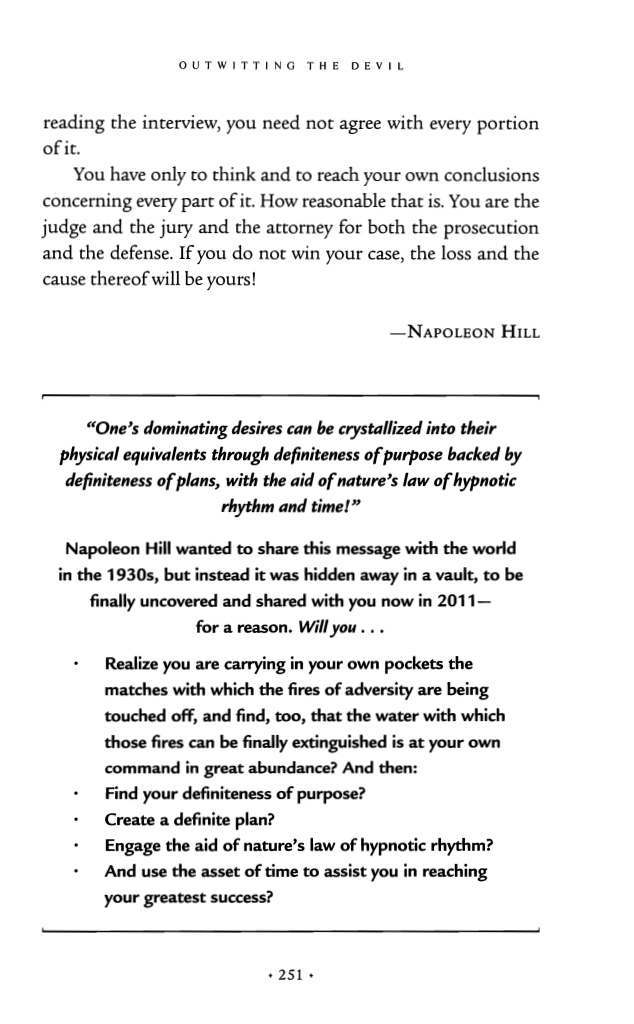 OUTWITTING THE DEVIL
reading the interview, you need not agree with every portion
of it.
You have only to think and to reach your own conclusions
concerning every part of it. How reasonable that is. You are the
judge and the jury and the attorney for both the prosecution
and the defense. If you do not win your case, the loss and the
cause thereof will be yours!
—NAPOLEON HILL
“One’s dominating desires can be crystallized into their
physical equivalents through definiteness of purpose backed by
definiteness of plans, with the aid of nature’s law of hypnotic
rhythm and time!”
Napoleon Hill wanted to share this message with the world
in the 1930s, but instead it was hidden away in a vault, to be
finally uncovered and shared with you now in 2011—
for a reason. Will you . . .
• Realize you are carrying in your own pockets the
matches with which the fires of adversity are being
touched off, and find, too, that the water with which
those fires can be finally extinguished is at your own
command in great abundance? And then:
• Find your definiteness of purpose?
• Create a definite plan?
• Engage the aid of nature’s law of hypnotic rhythm?
• And use the asset of time to assist you in reaching
your greatest success?
• 251 •